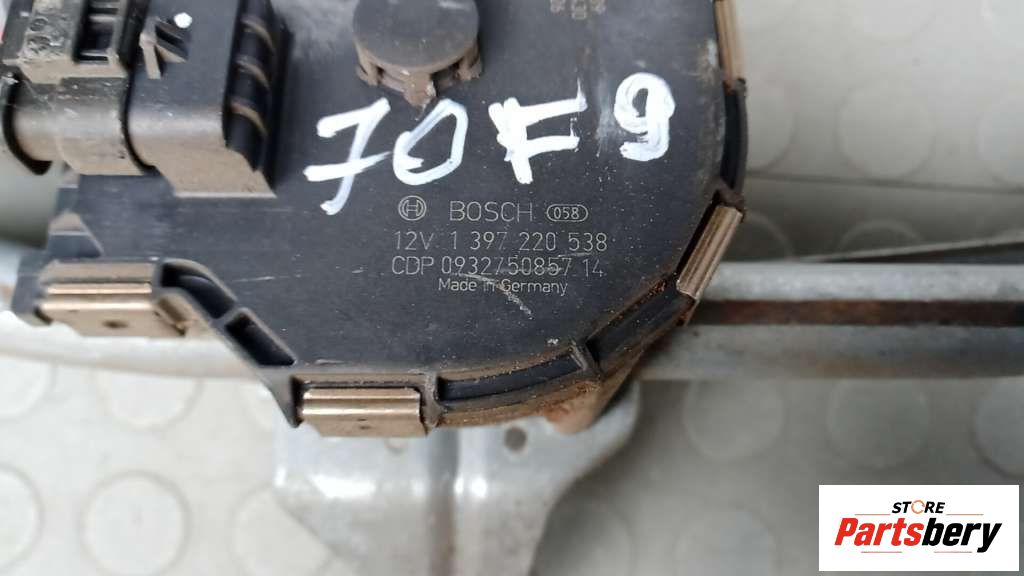 70F9
BOSCH 058
12V 1 397 220 538
CDP 0932750857 14
Made in Germany
STORE
Partsbery